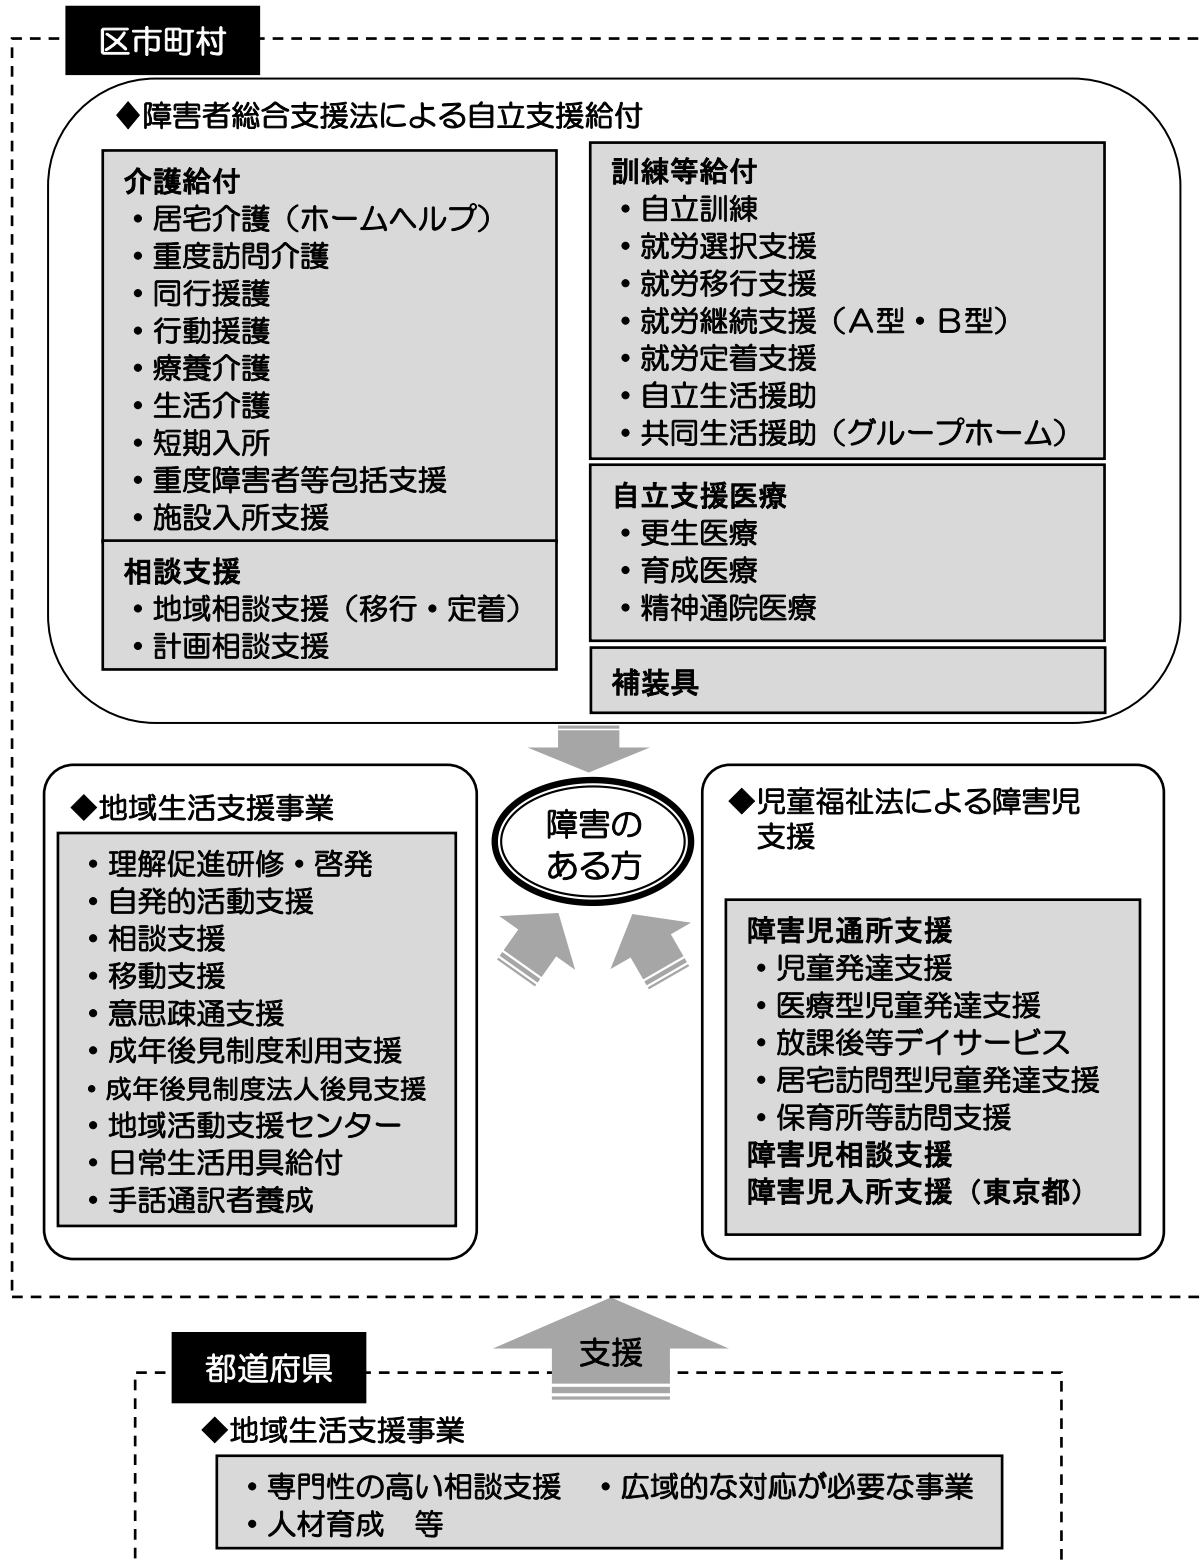 区市町村
◆障害者総合支援法による自立支援給付
介護給付
・居宅介護（ホームヘルプ）
・重度訪問介護
・同行援護
・行動援護
・療養介護
・生活介護
・短期入所
・重度障害者等包括支援
・施設入所支援
相談支援
・地域相談支援（移行・定着）
・計画相談支援
訓練等給付
・自立訓練
・就労選択支援
・就労移行支援
・就労継続支援（A型・B型）
・就労定着支援
・自立生活援助
・共同生活援助（グループホーム）
自立支援医療
・更生医療
・育成医療
・精神通院医療
補装具
◆地域生活支援事業
・理解促進研修・啓発
・自発的活動支援
・相談支援
・移動支援
・意思疎通支援
・成年後見制度利用支援
・成年後見制度法人後見支援
・地域活動支援センター
・日常生活用具給付
・手話通訳者養成
障害の
ある方
◆児童福祉法による障害児
支援
障害児通所支援
・児童発達支援
・医療型児童発達支援
・放課後等デイサービス
・居宅訪問型児童発達支援
・保育所等訪問支援
障害児相談支援
障害児入所支援（東京都）
支援
都道府県
◆地域生活支援事業
・専門性の高い相談支援　・広域的な対応が必要な事業
・人材育成　等